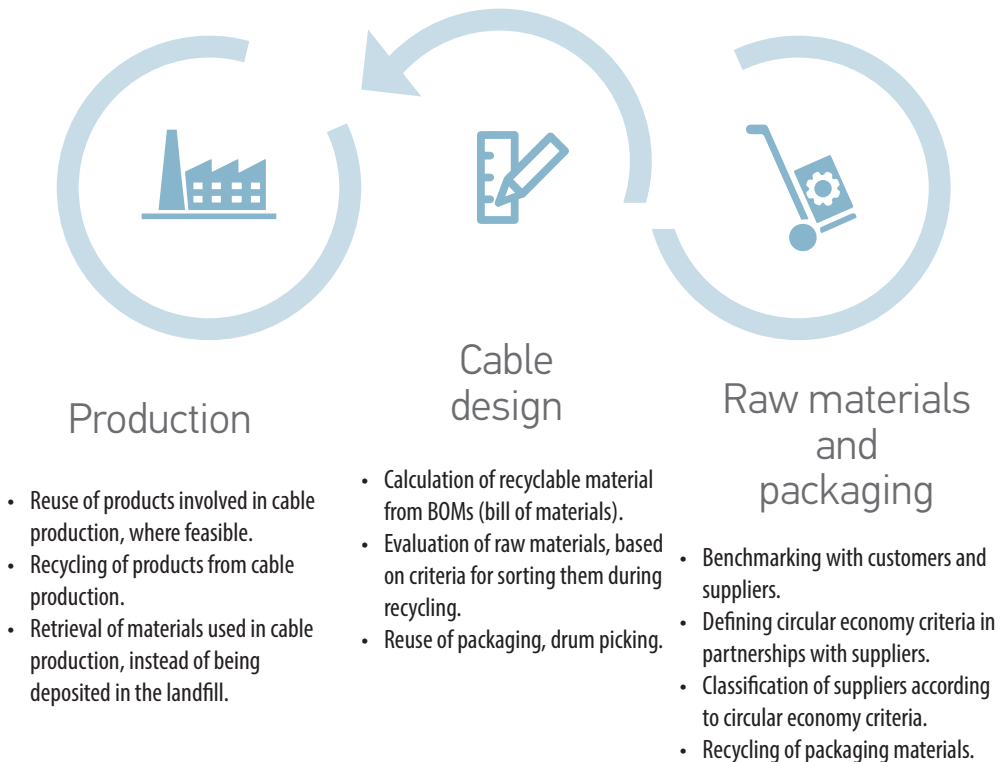 Production
• Reuse of products involved in cable
production, where feasible.
• Recycling of products from cable
production.
• Retrieval of materials used in cable
production, instead of being
deposited in the landfill.
Cable
design
• Calculation of recyclable material
from BOMs (bill of materials).
• Evaluation of raw materials, based
on criteria for sorting them during
recycling.
• Reuse of packaging, drum picking.
Raw materials
and
packaging
• Benchmarking with customers and
suppliers.
• Defining circular economy criteria in
partnerships with suppliers.
• Classification of suppliers according
to circular economy criteria.
• Recycling of packaging materials.